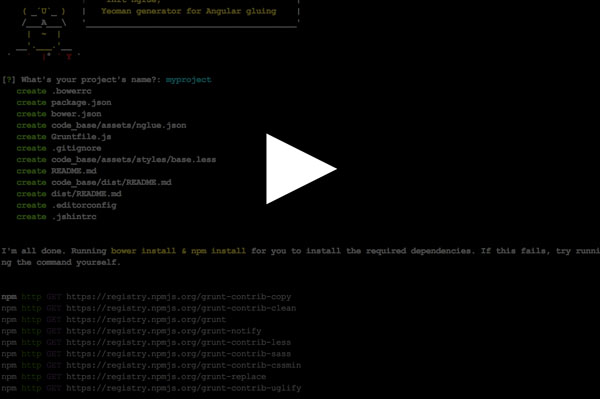 init nglue,
Yeoman generator for Angular gluing
[?] What's your project's name?: myproject
create .bowerrc
create package.json
create bower.json
create code_base/assets/nglue.json
create Gruntfile.js
create .gitignore
create code_base/assets/styles/base.less
create README.md
create code_base/dist/README.md
create dist/README.md
create .editorconfig
create .jshintrc
I'm all done. Running bower install & npm install for you to install the required dependencies. If this fails, try runni
ng the command yourself.
npm http GET https://registry.npmjs.org/grunt-contrib-copy
npm http GET https://registry.npmjs.org/grunt-contrib-clean
npm http GET https://registry.npmjs.org/grunt
npm http GET https://registry.npmjs.org/grunt-notify
npm http GET https://registry.npmjs.org/grunt-contrib-less
npm http GET https://registry.npmjs.org/grunt-contrib-sass
npm http GET https://registry.npmjs.org/grunt-contrib-cssmin
npm http GET https://registry.npmjs.org/grunt-replace
npm http GET https://registry.npmjs.org/grunt-contrib-uglify